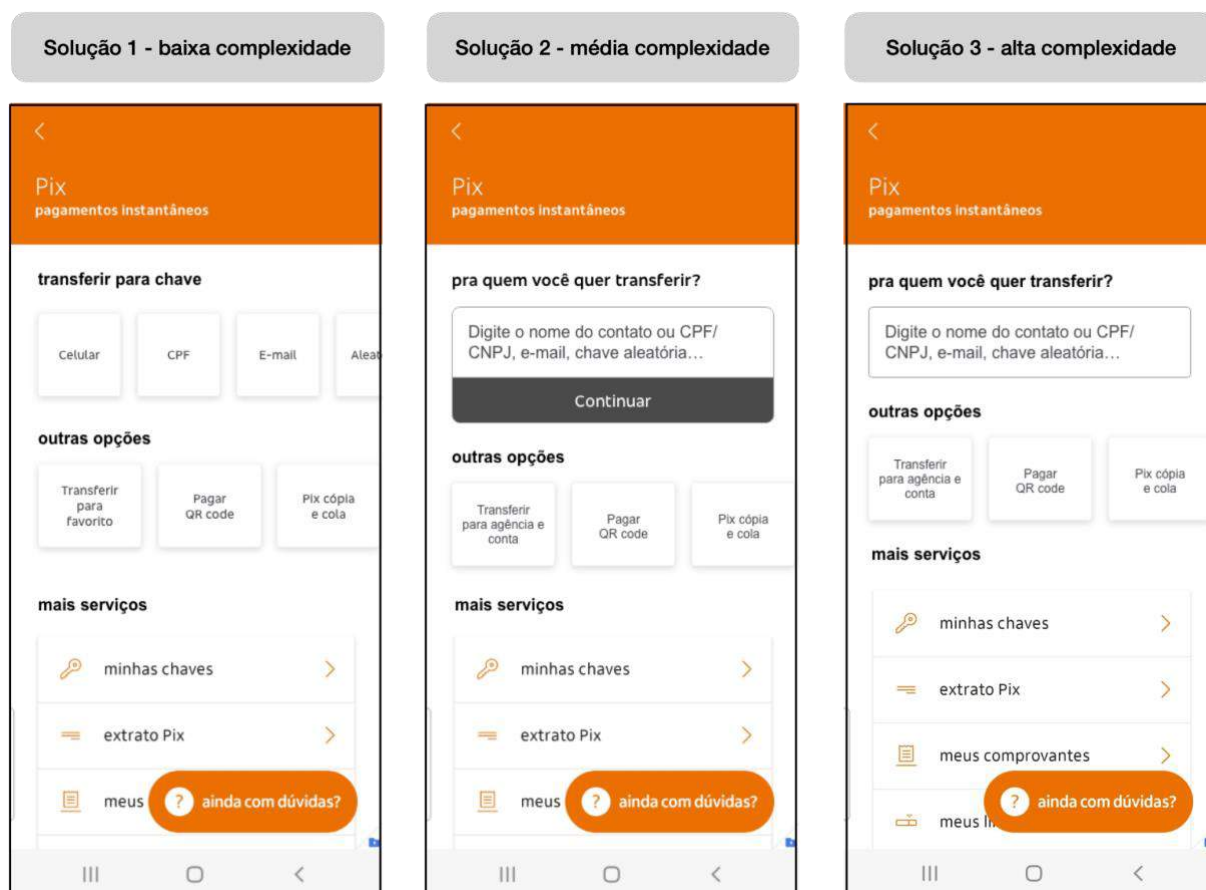 Solução 1 - baixa complexidade
Pix
pagamentos instantâneos
transferir para chave
Celular
CPF
E-mail
Aleat
outras opções
Transferir
para
favorito
Pagar
QR code
Pix cópia
e cola
mais serviços
minhas chaves
extrato Pix
meus
? ainda com dúvidas?
Solução 2 - média complexidade
Pix
pagamentos instantâneos
pra quem você quer transferir?
Digite o nome do contato ou CPF/
CNPJ, e-mail, chave aleatória...
Continuar
outras opções
Transferir
para agência e
conta
Pagar
QR code
Pix cópia
e cola
mais serviços
minhas chaves
extrato Pix
meus
? ainda com dúvidas?
Solução 3 - alta complexidade
Pix
pagamentos instantâneos
pra quem você quer transferir?
Digite o nome do contato ou CPF/
CNPJ, e-mail, chave aleatória...
outras opções
Transferir
para agência e
conta
Pagar
QR code
Pix cópia
e cola
mais serviços
minhas chaves
extrato Pix
meus comprovantes
meus
? ainda com dúvidas?